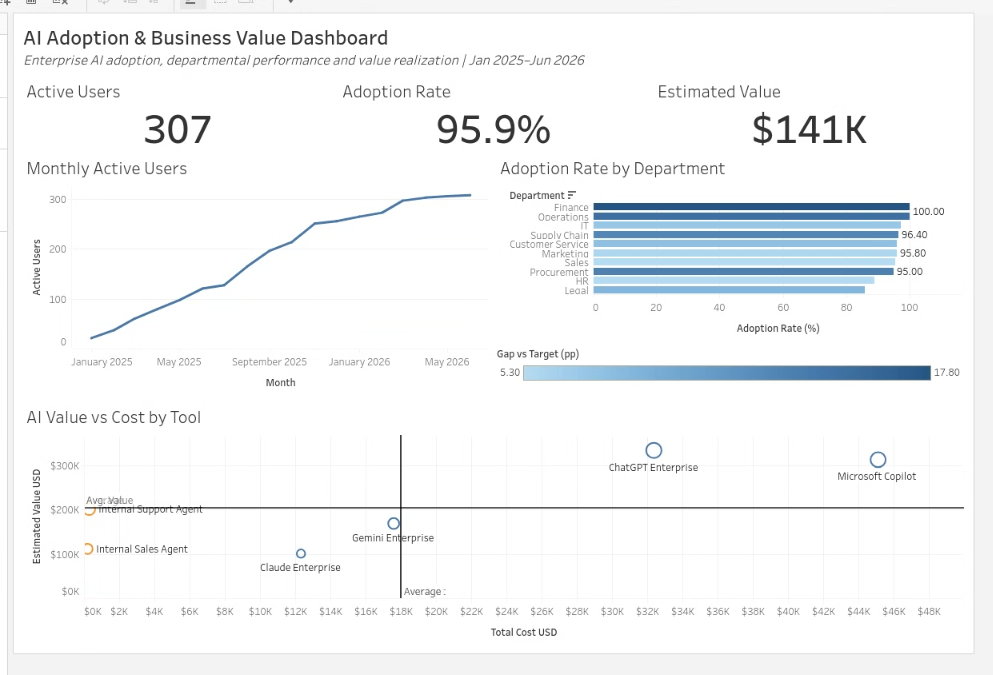 AI Adoption & Business Value Dashboard
Enterprise AI adoption, departmental performance and value realization | Jan 2025–Jun 2026
Active Users
Adoption Rate
Estimated Value
307
95.9%
$141K
Monthly Active Users
Adoption Rate by Department
Department
300
200
100
0
Active Users
January 2025 May 2025 September 2025 January 2026 May 2026
Month
Finance
Operations
IT
Supply Chain
Customer Service
Marketing
Sales
Procurement
HR
Legal
100.00
96.40
95.80
95.00
0 20 40 60 80 100
Adoption Rate (%)
Gap vs Target (pp)
5.30 17.80
AI Value vs Cost by Tool
Estimated Value USD
$300K
$200K
$100K
$0K
ChatGPT Enterprise
Microsoft Copilot
Avg. Value
Internal Support Agent
Gemini Enterprise
Internal Sales Agent
Claude Enterprise
Average :
$0K $2K $4K $6K $8K $10K $12K $14K $16K $18K $20K $22K $24K $26K $28K $30K $32K $34K $36K $38K $40K $42K $44K $46K $48K
Total Cost USD